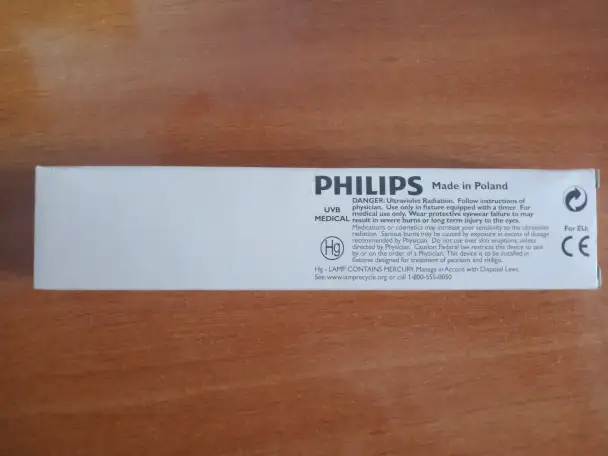 PHILIPS Made in Poland
UVB
MEDICAL
DANGER: Ultraviolet Radiation. Follow instructions of
physician. Use only in fixture equipped with a timer. For
medical use only. Wear protective eyewear failure to may
result in severe burns or long term injury to the eyes.
Medications or cosmetics may increase your sensitivity to the ultraviolet
radiation. Serious burns may be caused by exposure in excess of dosage
recommended by Physician. Do not use over skin eruptions unless
directed by Physician. Caution: Federal law restricts this device to sale
by or on the order of a Physician. This device is to be installed in
fixtures designed for treatment of psoriasis and vitiligo.
Hg
Hg - LAMP CONTAINS MERCURY, Manage in Accord with Disposal Laws.
See: www.lamprecycle.org or call 1-800-555-0050
For EU:
CE